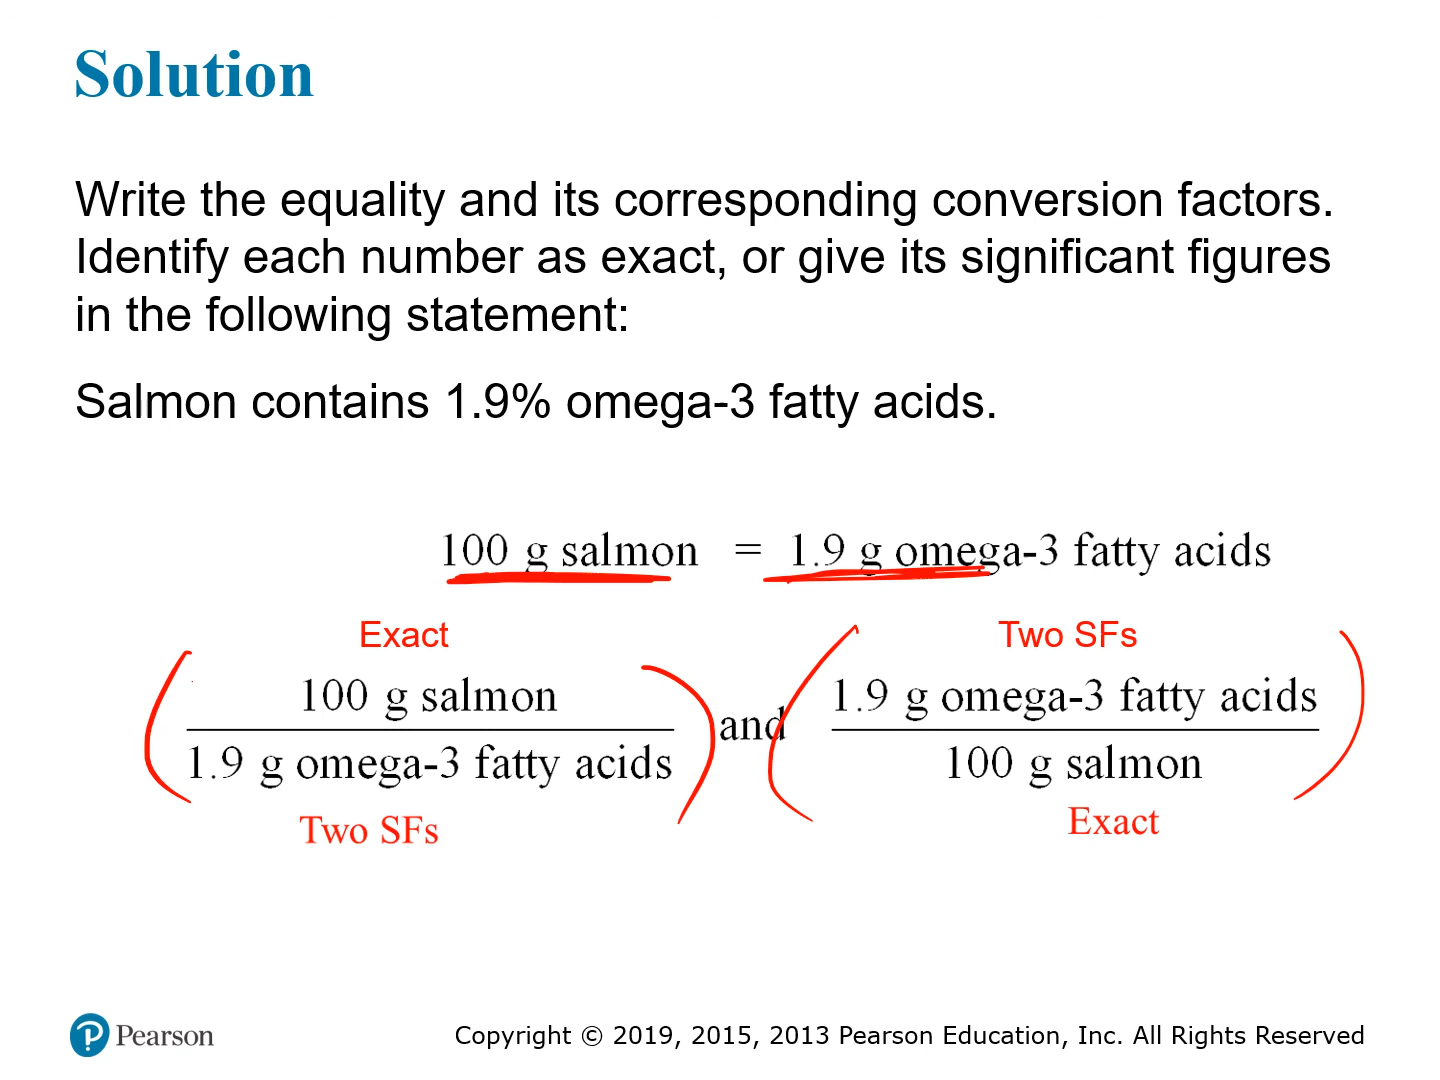 Solution
Write the equality and its corresponding conversion factors.
Identify each number as exact, or give its significant figures
in the following statement:
Salmon contains 1.9% omega-3 fatty acids.
100 g salmon = 1.9 g omega-3 fatty acids
Exact Two SFs
100 g salmon 1.9 g omega-3 fatty acids
and
1.9 g omega-3 fatty acids 100 g salmon
Two SFs Exact
Pearson Copyright © 2019, 2015, 2013 Pearson Education, Inc. All Rights Reserved